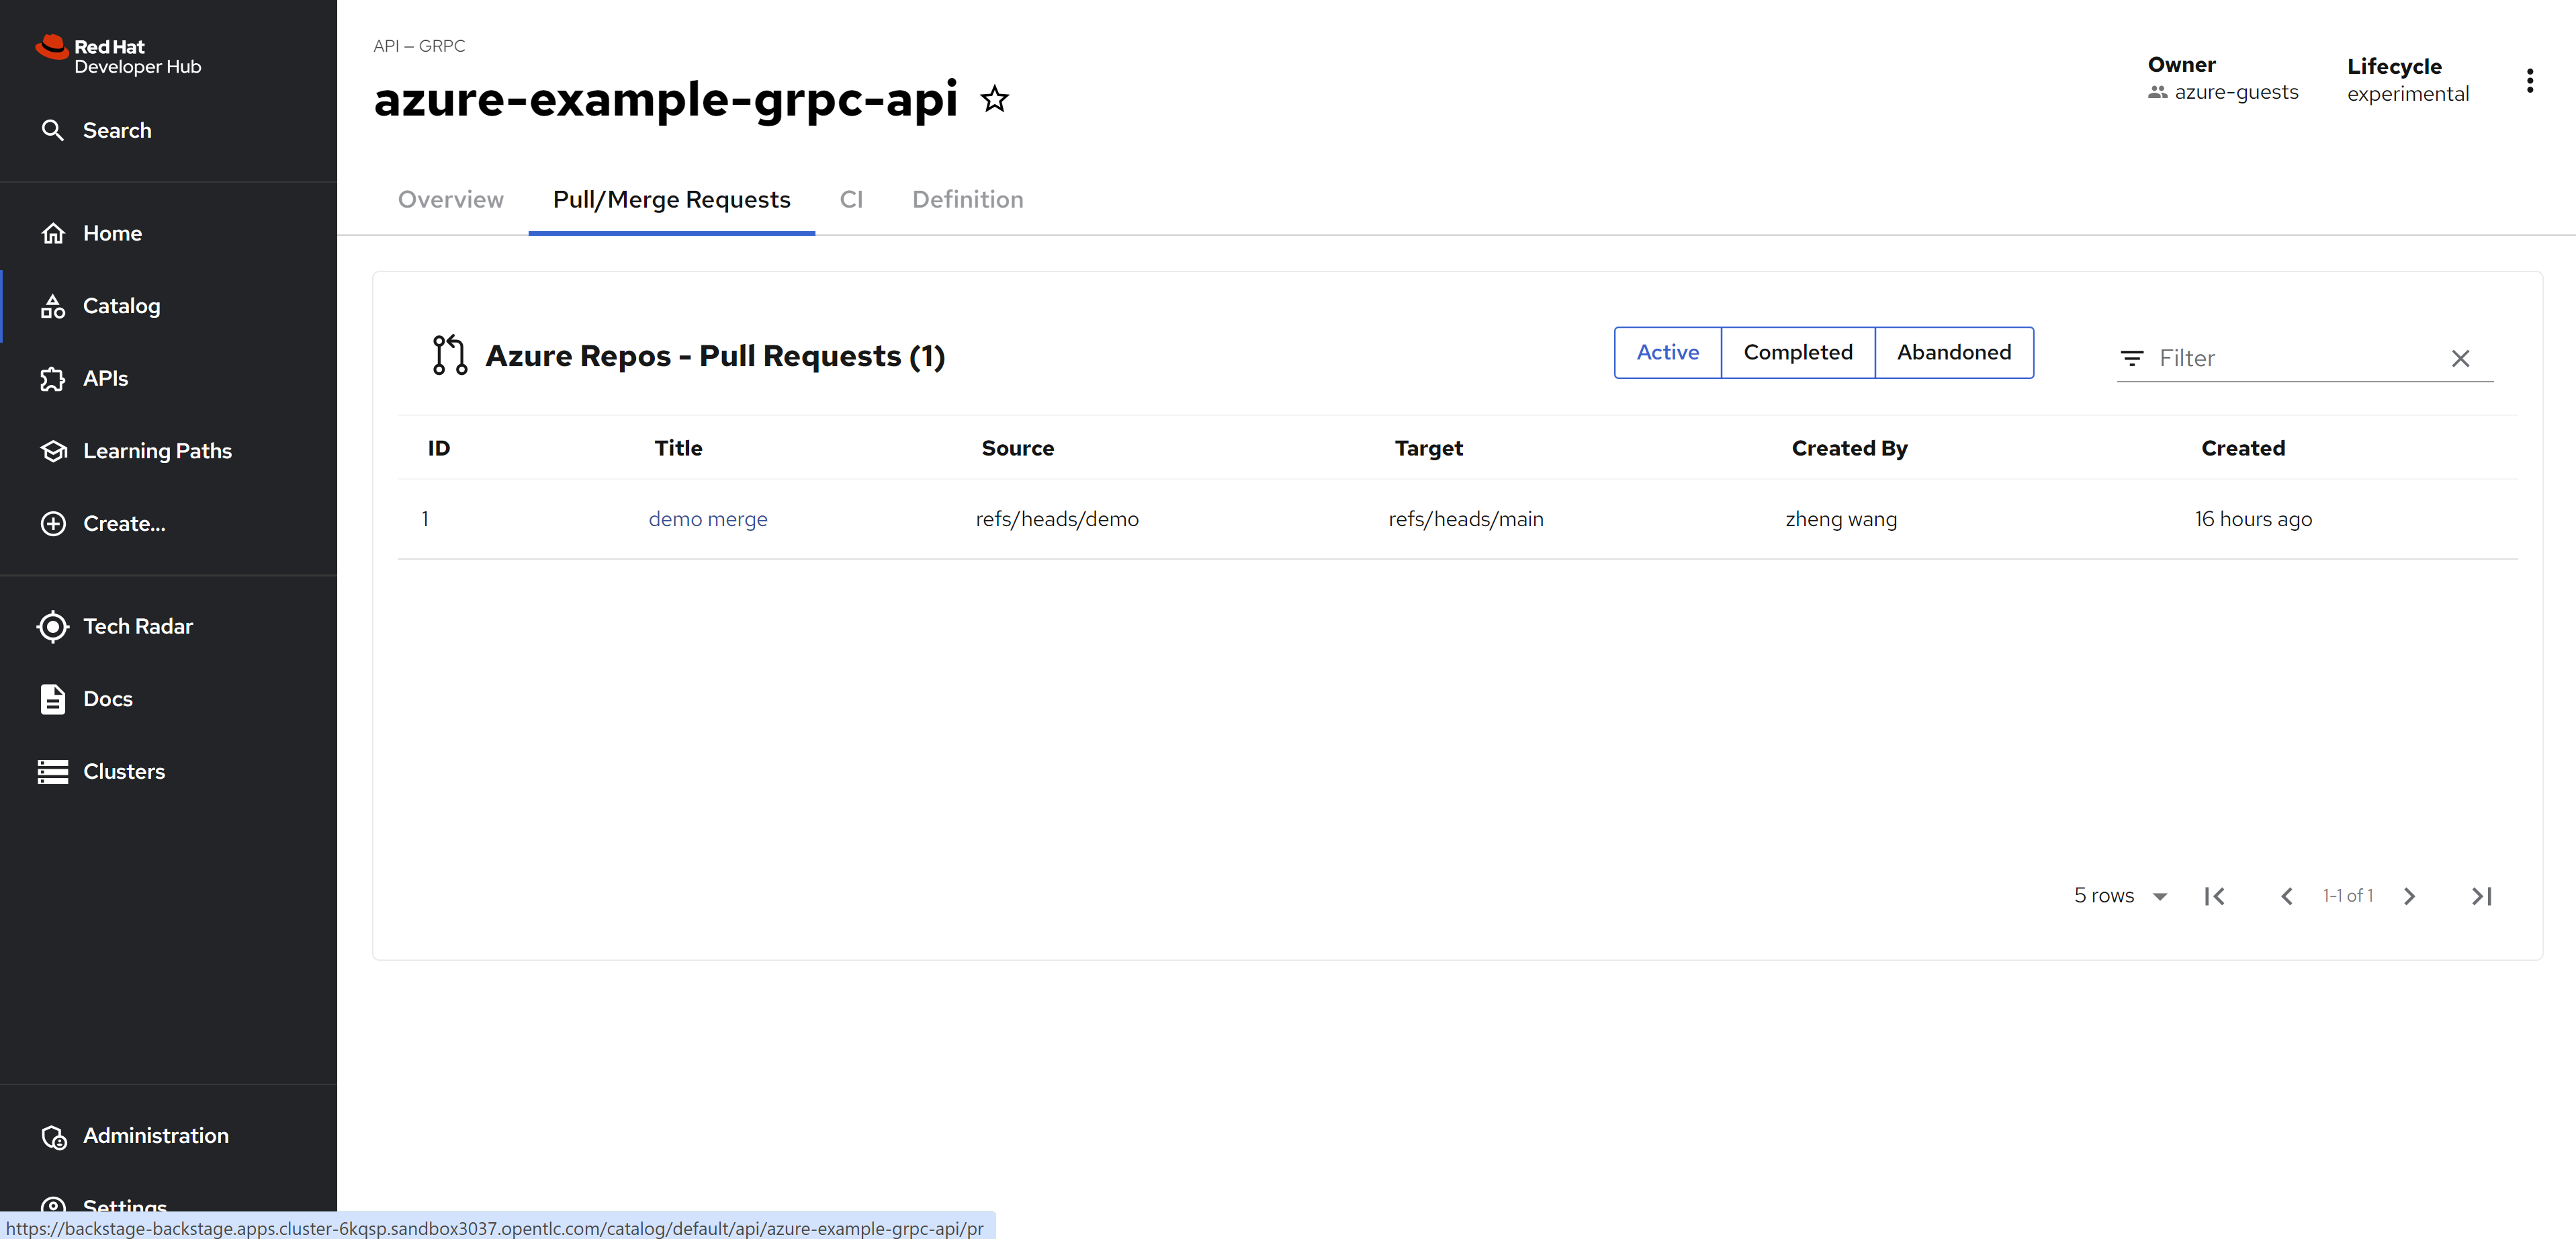 Red Hat
Developer Hub
Search
Home
Catalog
APIs
Learning Paths
Create...
Tech Radar
Docs
Clusters
Administration
Settings
API — GRPC
azure-example-grpc-api
Owner
azure-guests
Lifecycle
experimental
Overview
Pull/Merge Requests
CI
Definition
Azure Repos - Pull Requests (1)
Active
Completed
Abandoned
Filter
ID Title Source Target Created By Created
1 demo merge refs/heads/demo refs/heads/main zheng wang 16 hours ago
5 rows
1-1 of 1
https://backstage-backstage.apps.cluster-6kqsp.sandbox3037.opentlc.com/catalog/default/api/azure-example-grpc-api/pr